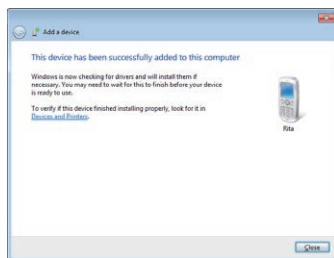 Add a device
This device has been successfully added to this computer
Windows is now checking for drivers and will install them if
necessary. You may need to wait for this to finish before your device
is ready to use.
To verify if this device finished installing properly, look for it in
Devices and Printers.
Rita
Close